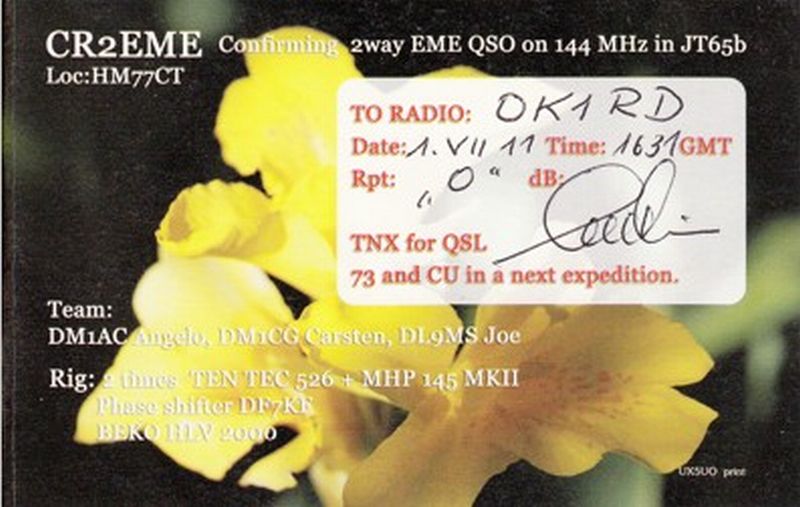 CR2EME Confirming 2way EME QSO on 144 MHz in JT65b
Loc:HM77CT
TO RADIO: OK1RD
Date: 1. VII 11 Time: 1631 GMT
Rpt: "O" dB:
TNX for QSL
73 and CU in a next expedition.
Team:
DM1AC Angelo, DM1CG Carsten, DL9MS Joe
Rig: 2 times TEN TEC 526 + MHP 145 MKII
Phase shifter DF7KF
BEKO HLV 2000
UX5UO print